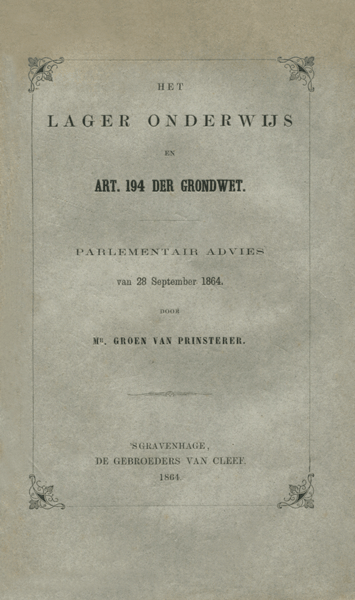 HET
LAGER ONDERWIJS
EN
ART. 194 DER GRONDWET.
PARLEMENTAIR ADVIES
van 28 September 1864.
DOOR
MR. GROEN VAN PRINSTERER.
'SGRAVENHAGE,
DE GEBROEDERS VAN CLEEF.
1864